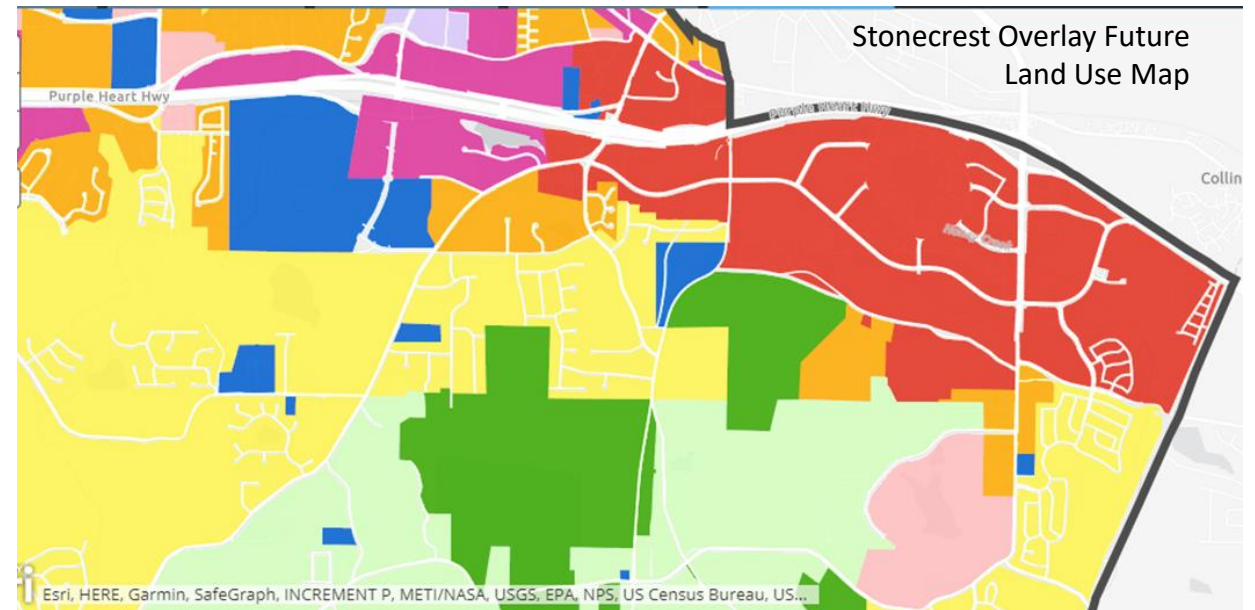 Stonecrest Overlay Future
Land Use Map
Purple Heart Hwy
Purple Heart Hwy
Collin
Esri, HERE, Garmin, SafeGraph, INCREMENT P, METI/NASA, USGS, EPA, NPS, US Census Bureau, US...